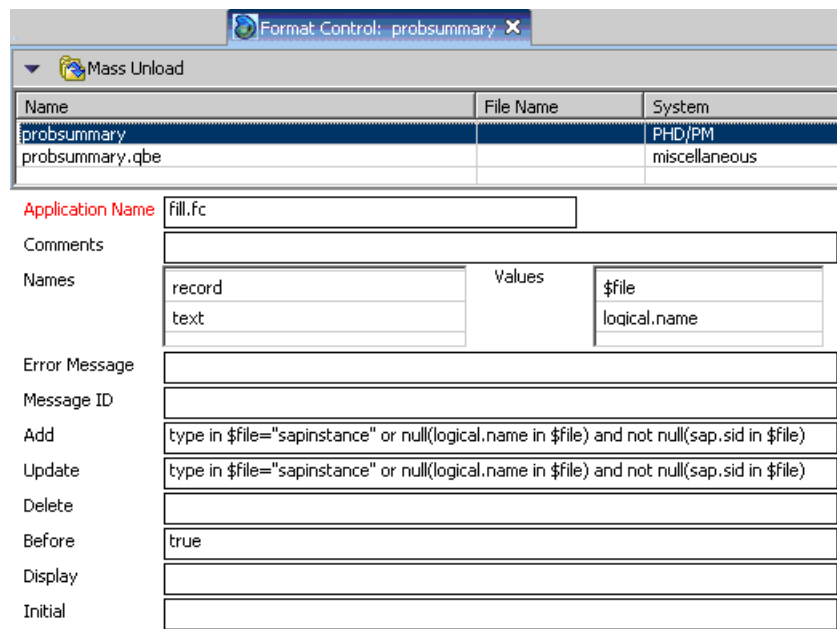 Format Control: probsummary
Mass Unload
Name File Name System
probsummary PHD/PM
probsummary.qbe miscellaneous
Application Name fill.fc
Comments
Names record Values $file
text logical.name
Error Message
Message ID
Add type in $file="sapinstance" or null(logical.name in $file) and not null(sap.sid in $file)
Update type in $file="sapinstance" or null(logical.name in $file) and not null(sap.sid in $file)
Delete
Before true
Display
Initial